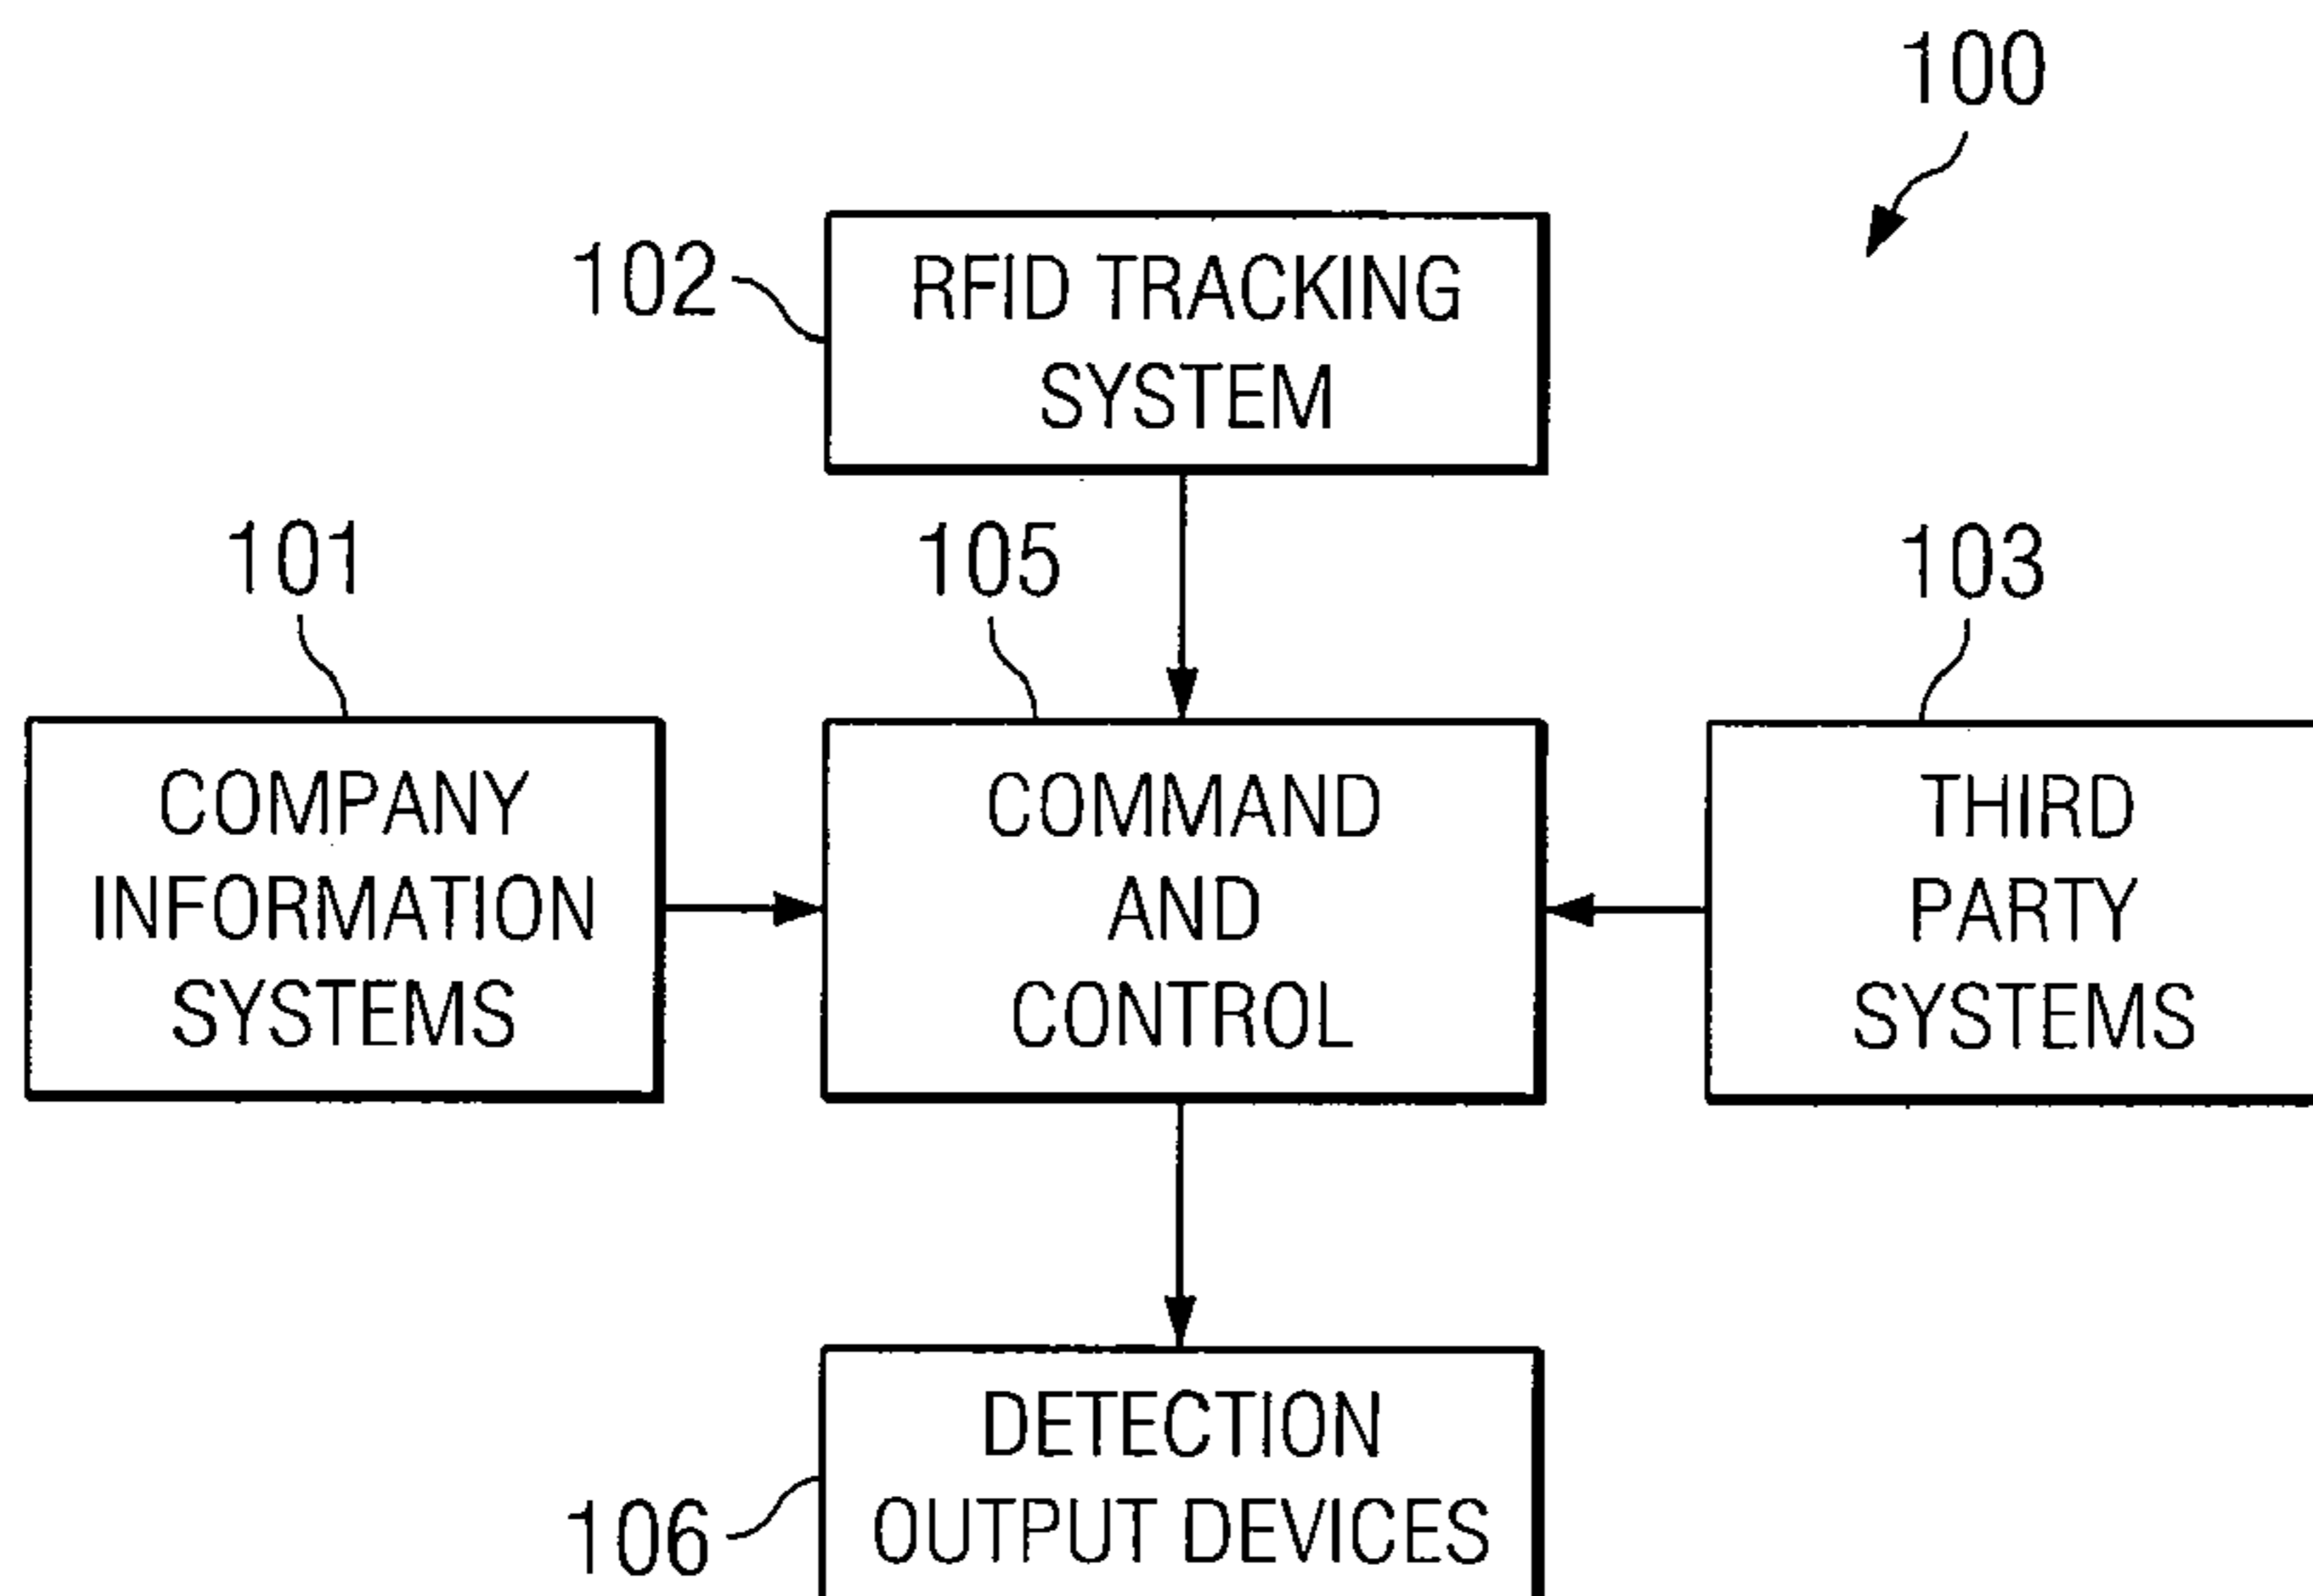 100
102
RFID TRACKING
SYSTEM
101
105
103
COMPANY
INFORMATION
SYSTEMS
COMMAND
AND
CONTROL
THIRD
PARTY
SYSTEMS
DETECTION
OUTPUT DEVICES
106